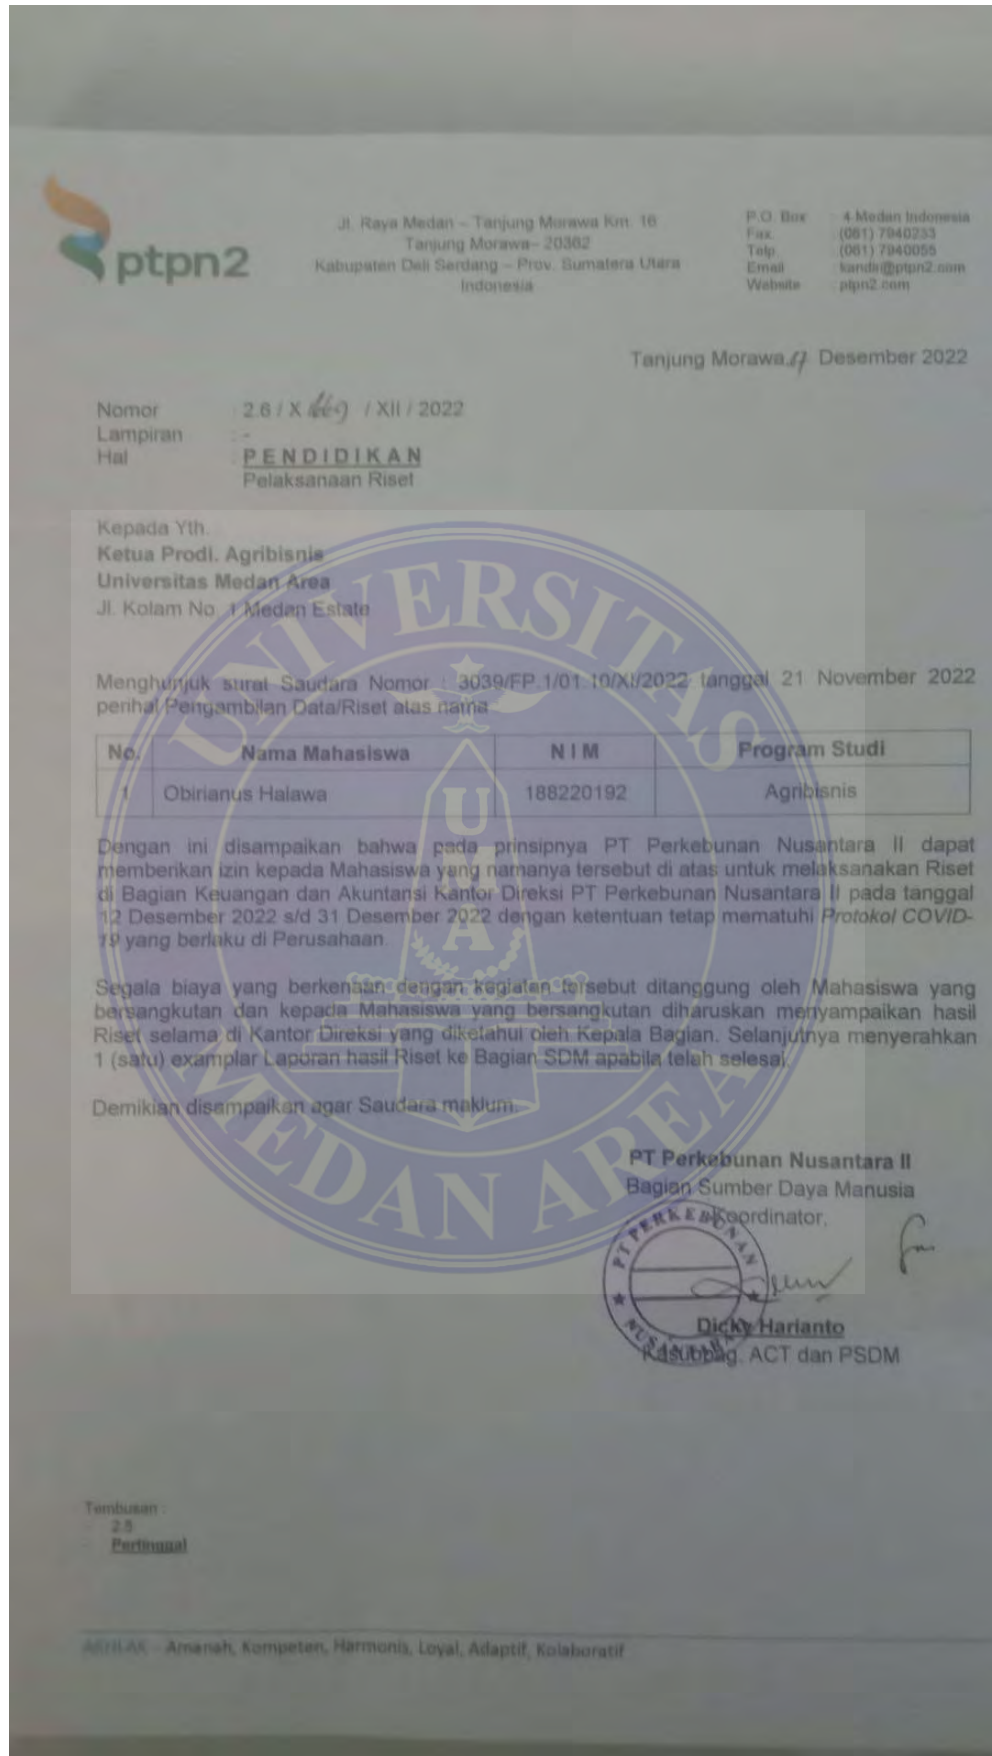 ptpn2
Jl. Raya Medan – Tanjung Morawa Km. 16
Tanjung Morawa– 20362
Kabupaten Deli Serdang – Prov. Sumatera Utara
Indonesia
P.O. Box : 4 Medan Indonesia
Fax. : (061) 7940233
Telp. : (061) 7940055
Email : kandir@ptpn2.com
Website : ptpn2.com
Tanjung Morawa, Desember 2022
Nomor : 2.6 / X / / XII / 2022
Lampiran : -
Hal : PENDIDIKAN
Pelaksanaan Riset
Kepada Yth.
Ketua Prodi. Agribisnis
Universitas Medan Area
Jl. Kolam No. 1 Medan Estate
Menghunjuk surat Saudara Nomor : 3039/FP.1/01.10/XI/2022 tanggal 21 November 2022
perihal Pengambilan Data/Riset atas nama
No. Nama Mahasiswa N I M Program Studi
1 Obirianus Halawa 188220192 Agribisnis
Dengan ini disampaikan bahwa pada prinsipnya PT Perkebunan Nusantara II dapat
memberikan izin kepada Mahasiswa yang namanya tersebut di atas untuk melaksanakan Riset
di Bagian Keuangan dan Akuntansi Kantor Direksi PT Perkebunan Nusantara II pada tanggal
12 Desember 2022 s/d 31 Desember 2022 dengan ketentuan tetap mematuhi Protokol COVID-
19 yang berlaku di Perusahaan.
Segala biaya yang berkenaan dengan kegiatan tersebut ditanggung oleh Mahasiswa yang
bersangkutan dan kepada Mahasiswa yang bersangkutan diharuskan menyampaikan hasil
Riset selama di Kantor Direksi yang diketahui oleh Kepala Bagian. Selanjutnya menyerahkan
1 (satu) examplar Laporan hasil Riset ke Bagian SDM apabila telah selesai.
Demikian disampaikan agar Saudara maklum.
PT Perkebunan Nusantara II
Bagian Sumber Daya Manusia
Koordinator,
PT PERKEBUNAN
NUSANTARA
Dicky Harianto
Kasubbag. ACT dan PSDM
Tembusan :
- 2.5
- Pertinggal
AKHLAK - Amanah, Kompeten, Harmonis, Loyal, Adaptif, Kolaboratif
UNIVERSITAS
UMA
MEDAN AREA